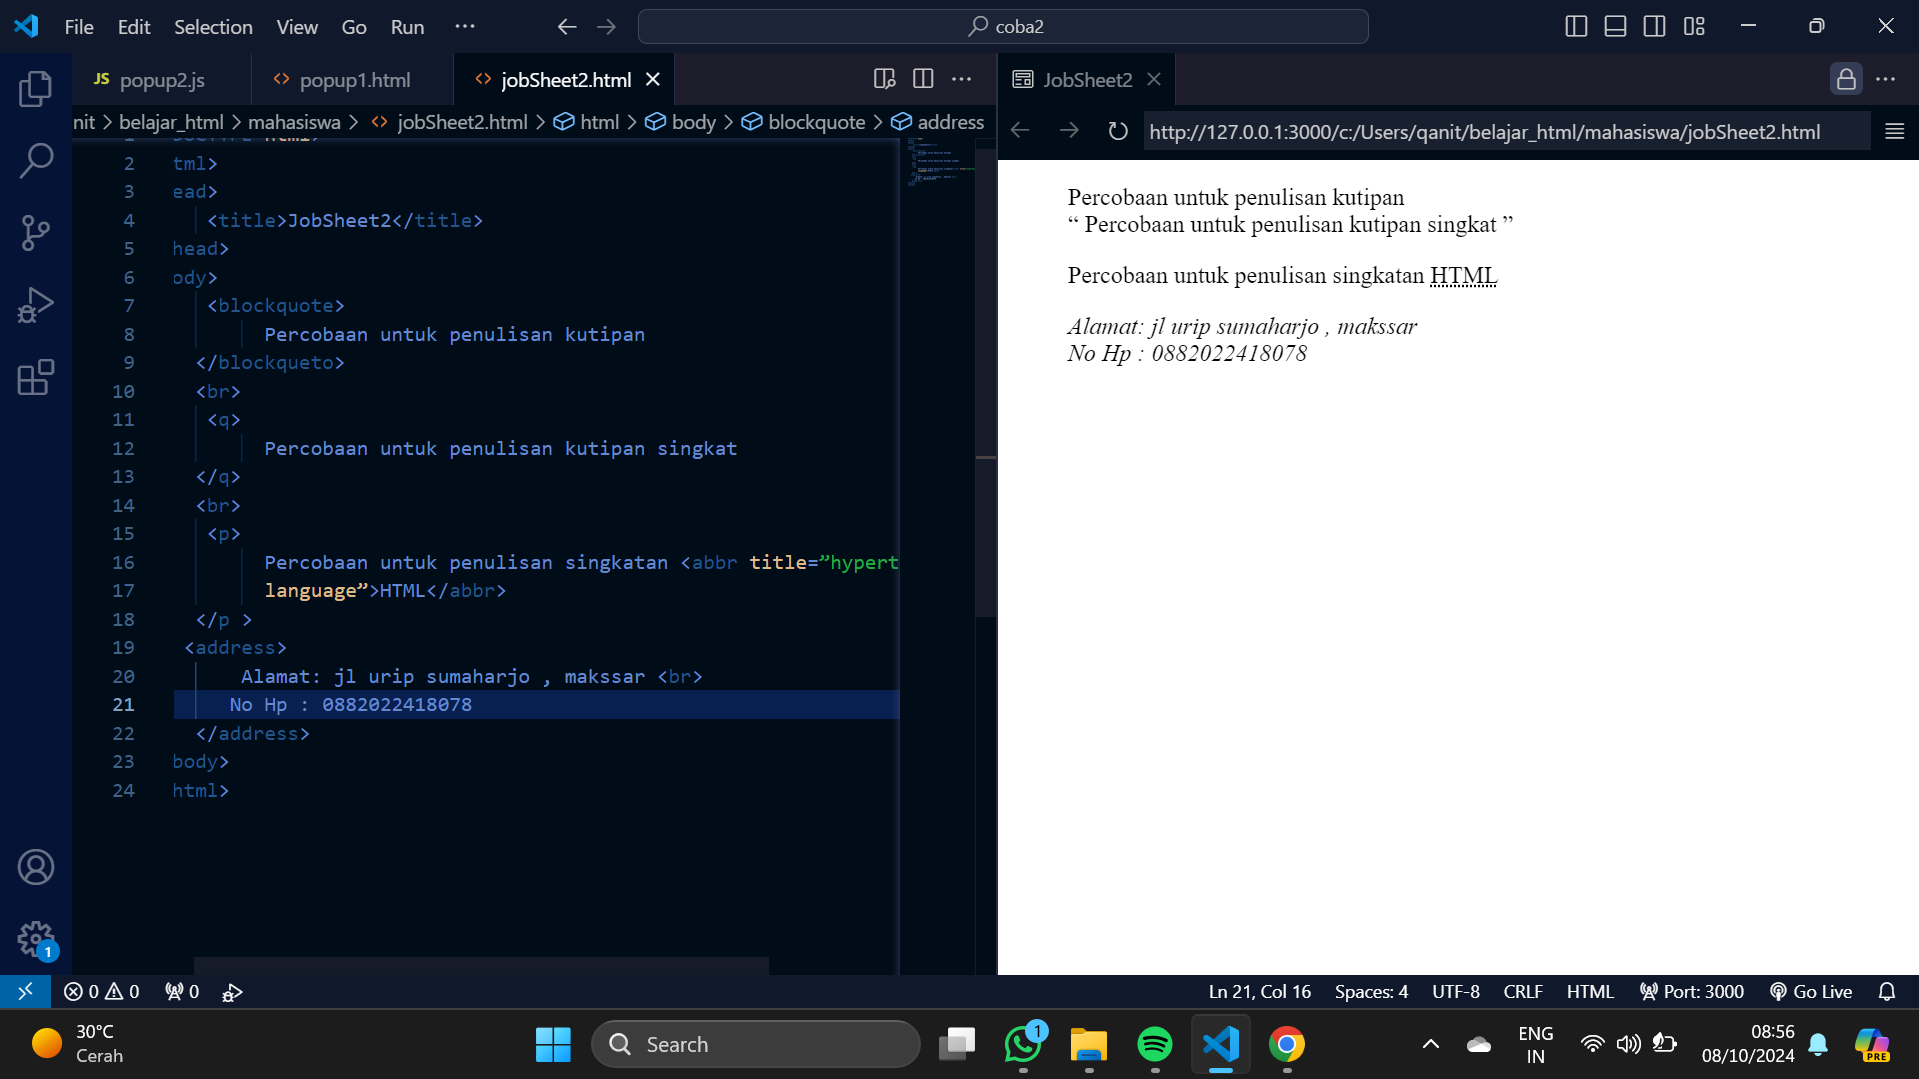 File Edit Selection View Go Run ···
coba2
JS popup2.js
<> popup1.html
<> jobSheet2.html
nit > belajar_html > mahasiswa > <> jobSheet2.html > html > body > blockquote > address
2 tml>
3 ead>
4 <title>JobSheet2</title>
5 head>
6 ody>
7 <blockquote>
8 Percobaan untuk penulisan kutipan
9 </blockqueto>
10 <br>
11 <q>
12 Percobaan untuk penulisan kutipan singkat
13 </q>
14 <br>
15 <p>
16 Percobaan untuk penulisan singkatan <abbr title=”hypert
17 language”>HTML</abbr>
18 </p >
19 <address>
20 Alamat: jl urip sumaharjo , makssar <br>
21 No Hp : 0882022418078
22 </address>
23 body>
24 html>
JobSheet2
http://127.0.0.1:3000/c:/Users/qanit/belajar_html/mahasiswa/jobSheet2.html
Percobaan untuk penulisan kutipan
“ Percobaan untuk penulisan kutipan singkat ”
Percobaan untuk penulisan singkatan HTML
Alamat: jl urip sumaharjo , makssar
No Hp : 0882022418078
1
0 0 0
Ln 21, Col 16 Spaces: 4 UTF-8 CRLF HTML Port: 3000 Go Live
30°C
Cerah
Search
1
ENG
IN
08:56
08/10/2024
PRE